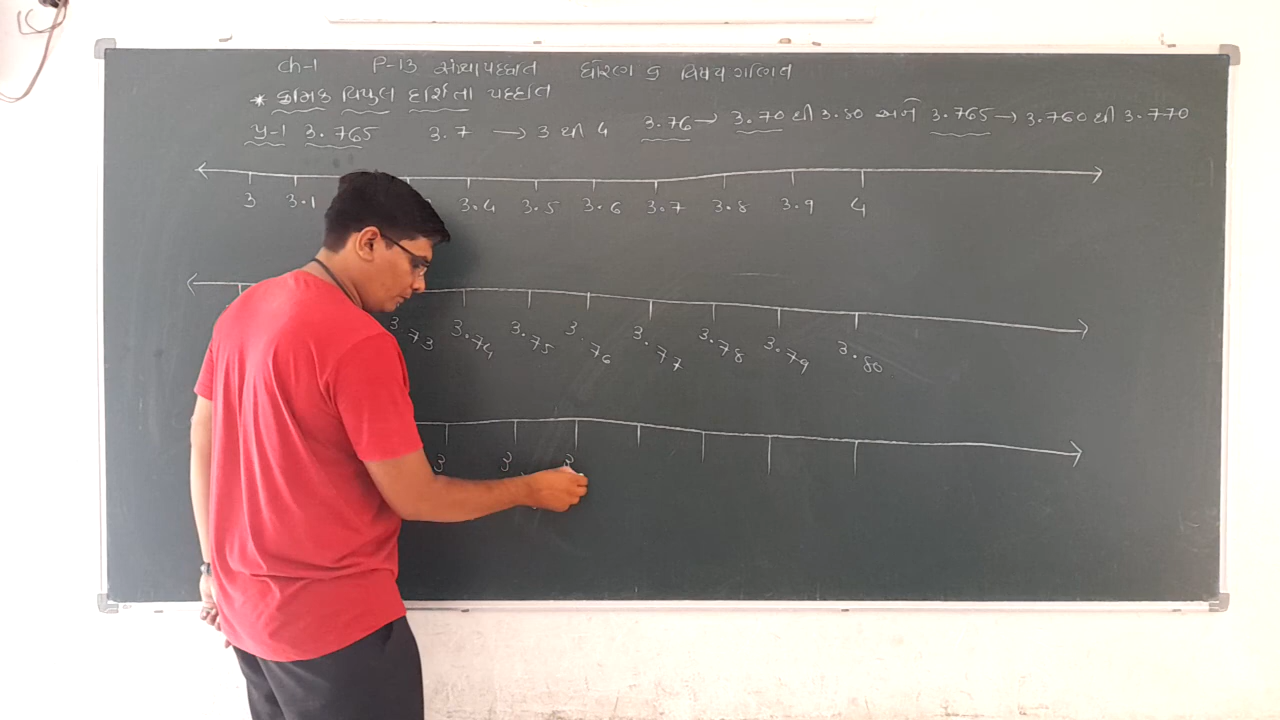 Ch-1 P-13 સંખ્યા પદ્ધતિ ધોરણ ૯ વિષય ગણિત
* ક્રમિક વિપુલ દર્શિતા પદ્ધતિ
પ્ર-1 3.765 3.7 → 3 થી 4 3.76 → 3.70 થી 3.80 અને 3.765 → 3.760 થી 3.770
3 3.1 3.4 3.5 3.6 3.7 3.8 3.9 4
3.73 3.74 3.75 3.76 3.77 3.78 3.79 3.80
3 3 3